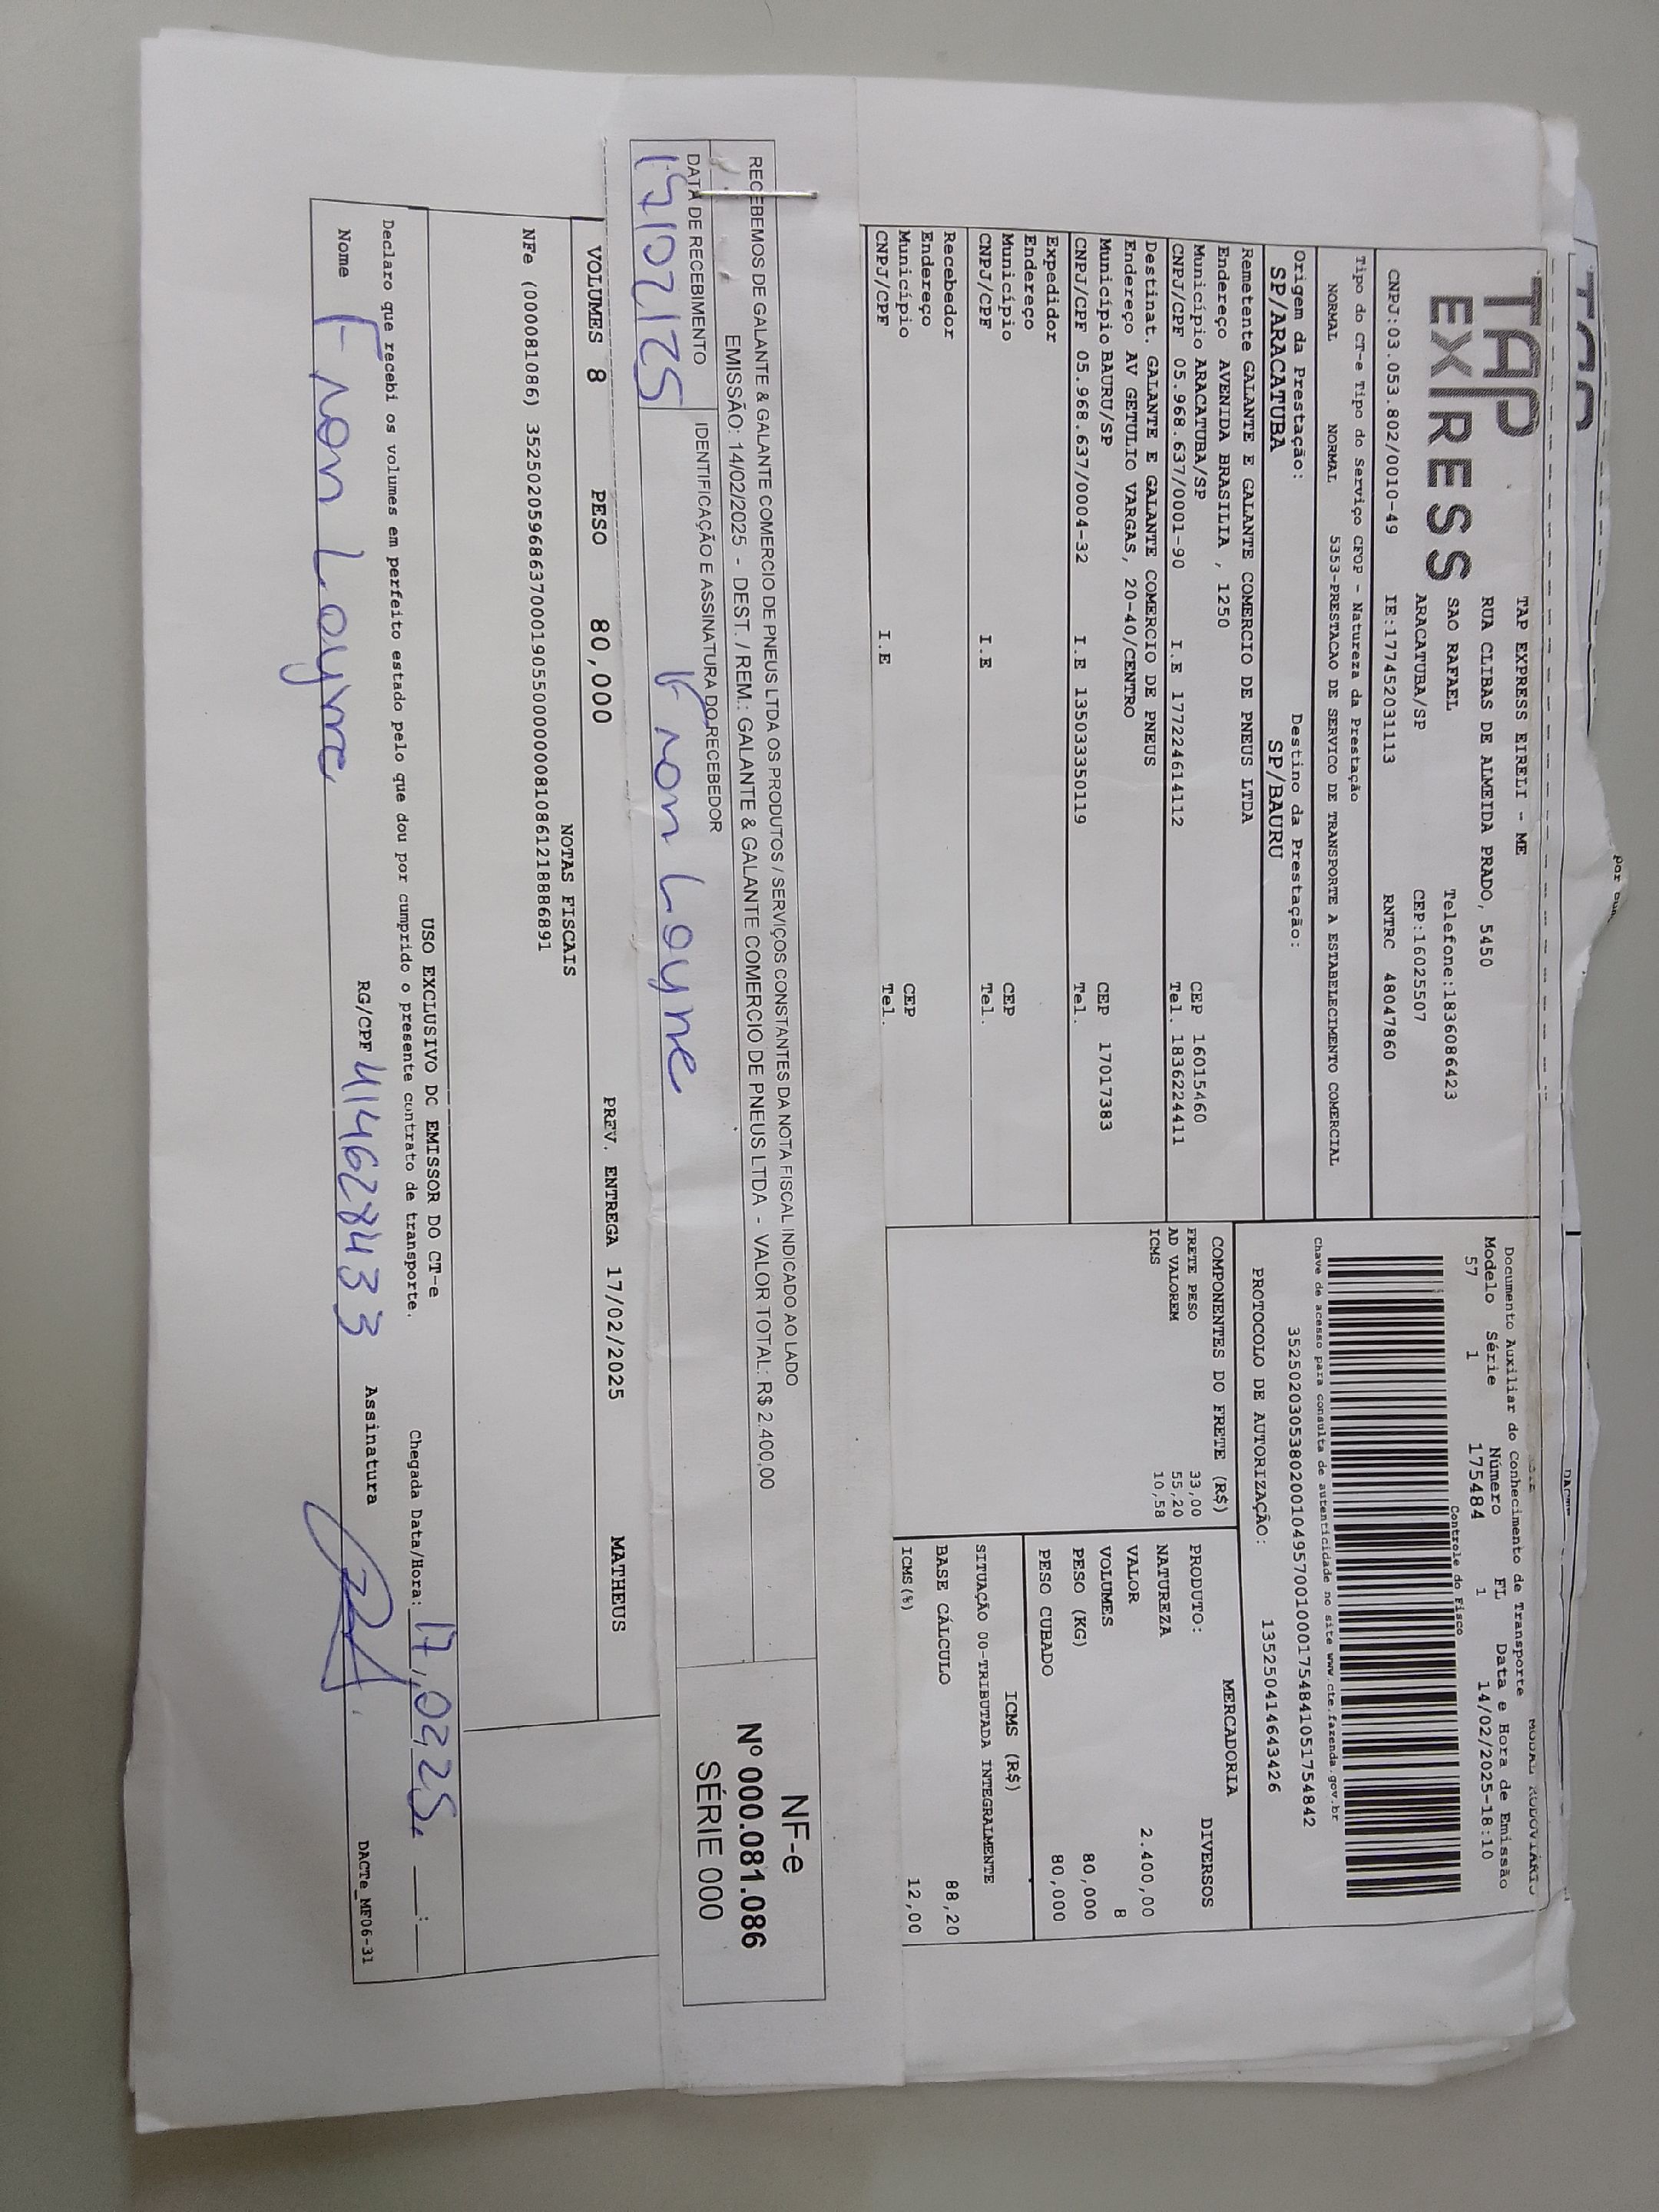 TAP EXPRESS
TAP EXPRESS EIRELI - ME
RUA CLIBAS DE ALMEIDA PRADO, 5450
SAO RAFAEL Telefone:1836086423
ARACATUBA/SP CEP:16025507
CNPJ:03.053.802/0010-49 IE:177452031113 RNTRC 48047860
Tipo do CT-e Tipo do Serviço CFOP - Natureza da Prestação
NORMAL NORMAL 5353-PRESTACAO DE SERVICO DE TRANSPORTE A ESTABELECIMENTO COMERCIAL
Origem da Prestação: Destino da Prestação:
SP/ARACATUBA SP/BAURU
Remetente GALANTE E GALANTE COMERCIO DE PNEUS LTDA
Endereço AVENIDA BRASILIA , 1250
Município ARACATUBA/SP CEP 16015460
CNPJ/CPF 05.968.637/0001-90 I.E 177224614112 Tel. 1836224411
Destinat. GALANTE E GALANTE COMERCIO DE PNEUS
Endereço AV GETULIO VARGAS, 20-40/CENTRO
Município BAURU/SP CEP 17017383
CNPJ/CPF 05.968.637/0004-32 I.E 135033350119 Tel.
Expedidor
Endereço
Município CEP
CNPJ/CPF I.E Tel.
Recebedor
Endereço
Município CEP
CNPJ/CPF I.E Tel.
DACTE
MODAL RODOVIÁRIO
Documento Auxiliar do Conhecimento de Transporte
Modelo Série Número FL Data e Hora de Emissão
57 1 175484 1 14/02/2025-18:10
Controle do Fisco
Chave de acesso para consulta de autenticidade no site www.cte.fazenda.gov.br
35250203053802001049570010001754841051754842
PROTOCOLO DE AUTORIZAÇÃO: 135250414643426
COMPONENTES DO FRETE (R$)
FRETE PESO 33,00
AD VALOREM 55,20
ICMS 10,58
MERCADORIA
PRODUTO: DIVERSOS
NATUREZA
VALOR 2.400,00
VOLUMES 8
PESO (KG) 80,000
PESO CUBADO 80,000
ICMS (R$)
SITUAÇÃO 00-TRIBUTADA INTEGRALMENTE
BASE CÁLCULO 88,20
ICMS(%) 12,00
RECEBEMOS DE GALANTE & GALANTE COMERCIO DE PNEUS LTDA OS PRODUTOS / SERVIÇOS CONSTANTES DA NOTA FISCAL INDICADO AO LADO
EMISSÃO: 14/02/2025 - DEST. / REM.: GALANTE & GALANTE COMERCIO DE PNEUS LTDA - VALOR TOTAL: R$ 2.400,00
DATA DE RECEBIMENTO IDENTIFICAÇÃO E ASSINATURA DO RECEBEDOR
NF-e
Nº 000.081.086
SÉRIE 000
VOLUMES 8 PESO 80,000 PREV. ENTREGA 17/02/2025 MATHEUS
NOTAS FISCAIS
NFe (000081086) 35250205968637000190550000000810861218886891
USO EXCLUSIVO DO EMISSOR DO CT-e
Declaro que recebi os volumes em perfeito estado pelo que dou por cumprido o presente contrato de transporte. Chegada Data/Hora: 17,02,25. __:__
Nome RG/CPF 414628433 Assinatura
DACTe_MF06-31